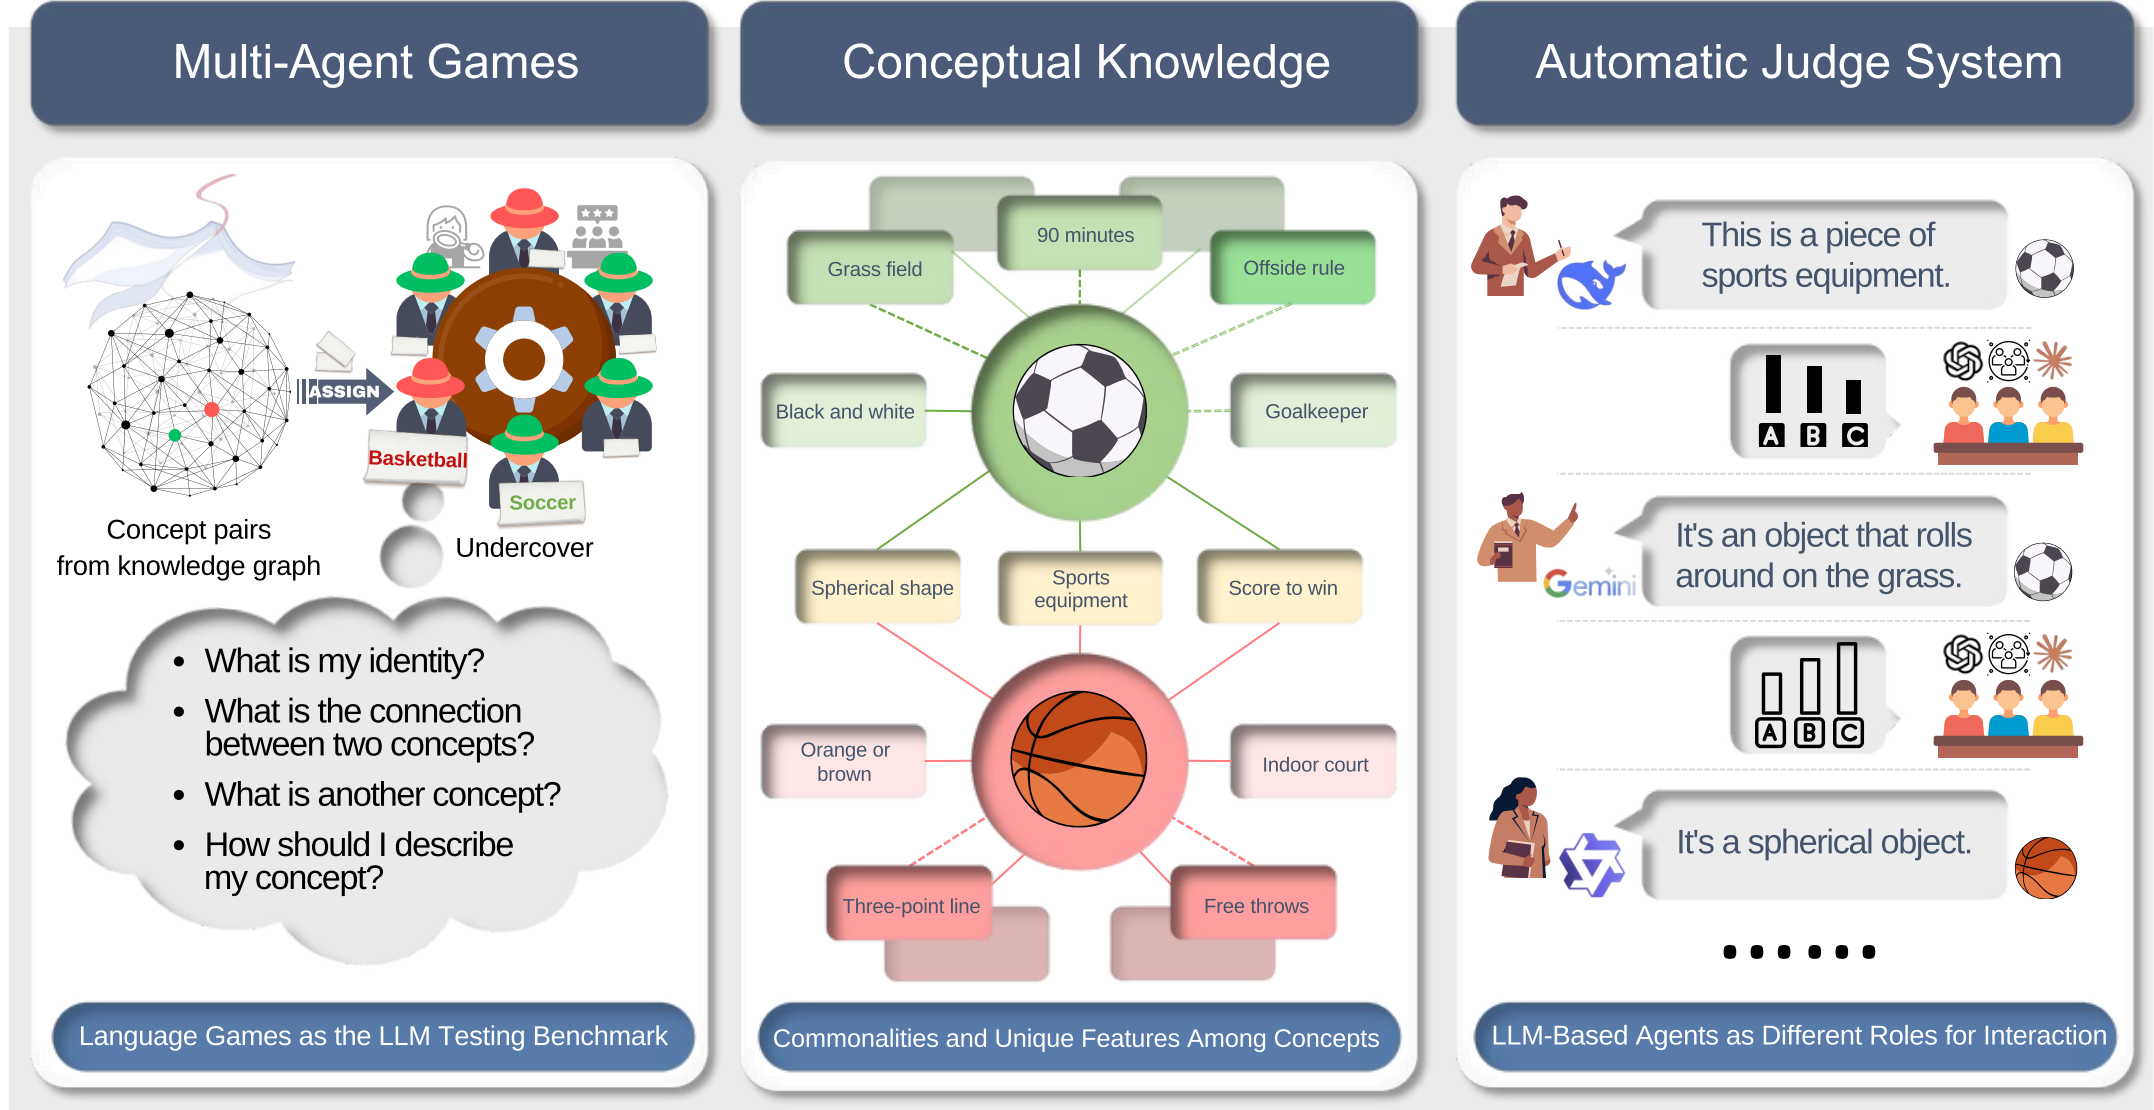 Multi-Agent Games
ASSIGN
Basketball
Soccer
Concept pairs
from knowledge graph
Undercover
• What is my identity?
• What is the connection
between two concepts?
• What is another concept?
• How should I describe
my concept?
Language Games as the LLM Testing Benchmark
Conceptual Knowledge
90 minutes
Grass field
Offside rule
Black and white
Goalkeeper
Spherical shape
Sports
equipment
Score to win
Orange or
brown
Indoor court
Three-point line
Free throws
Commonalities and Unique Features Among Concepts
Automatic Judge System
This is a piece of
sports equipment.
A B C
It's an object that rolls
around on the grass.
Gemini
A B C
It's a spherical object.
......
LLM-Based Agents as Different Roles for Interaction